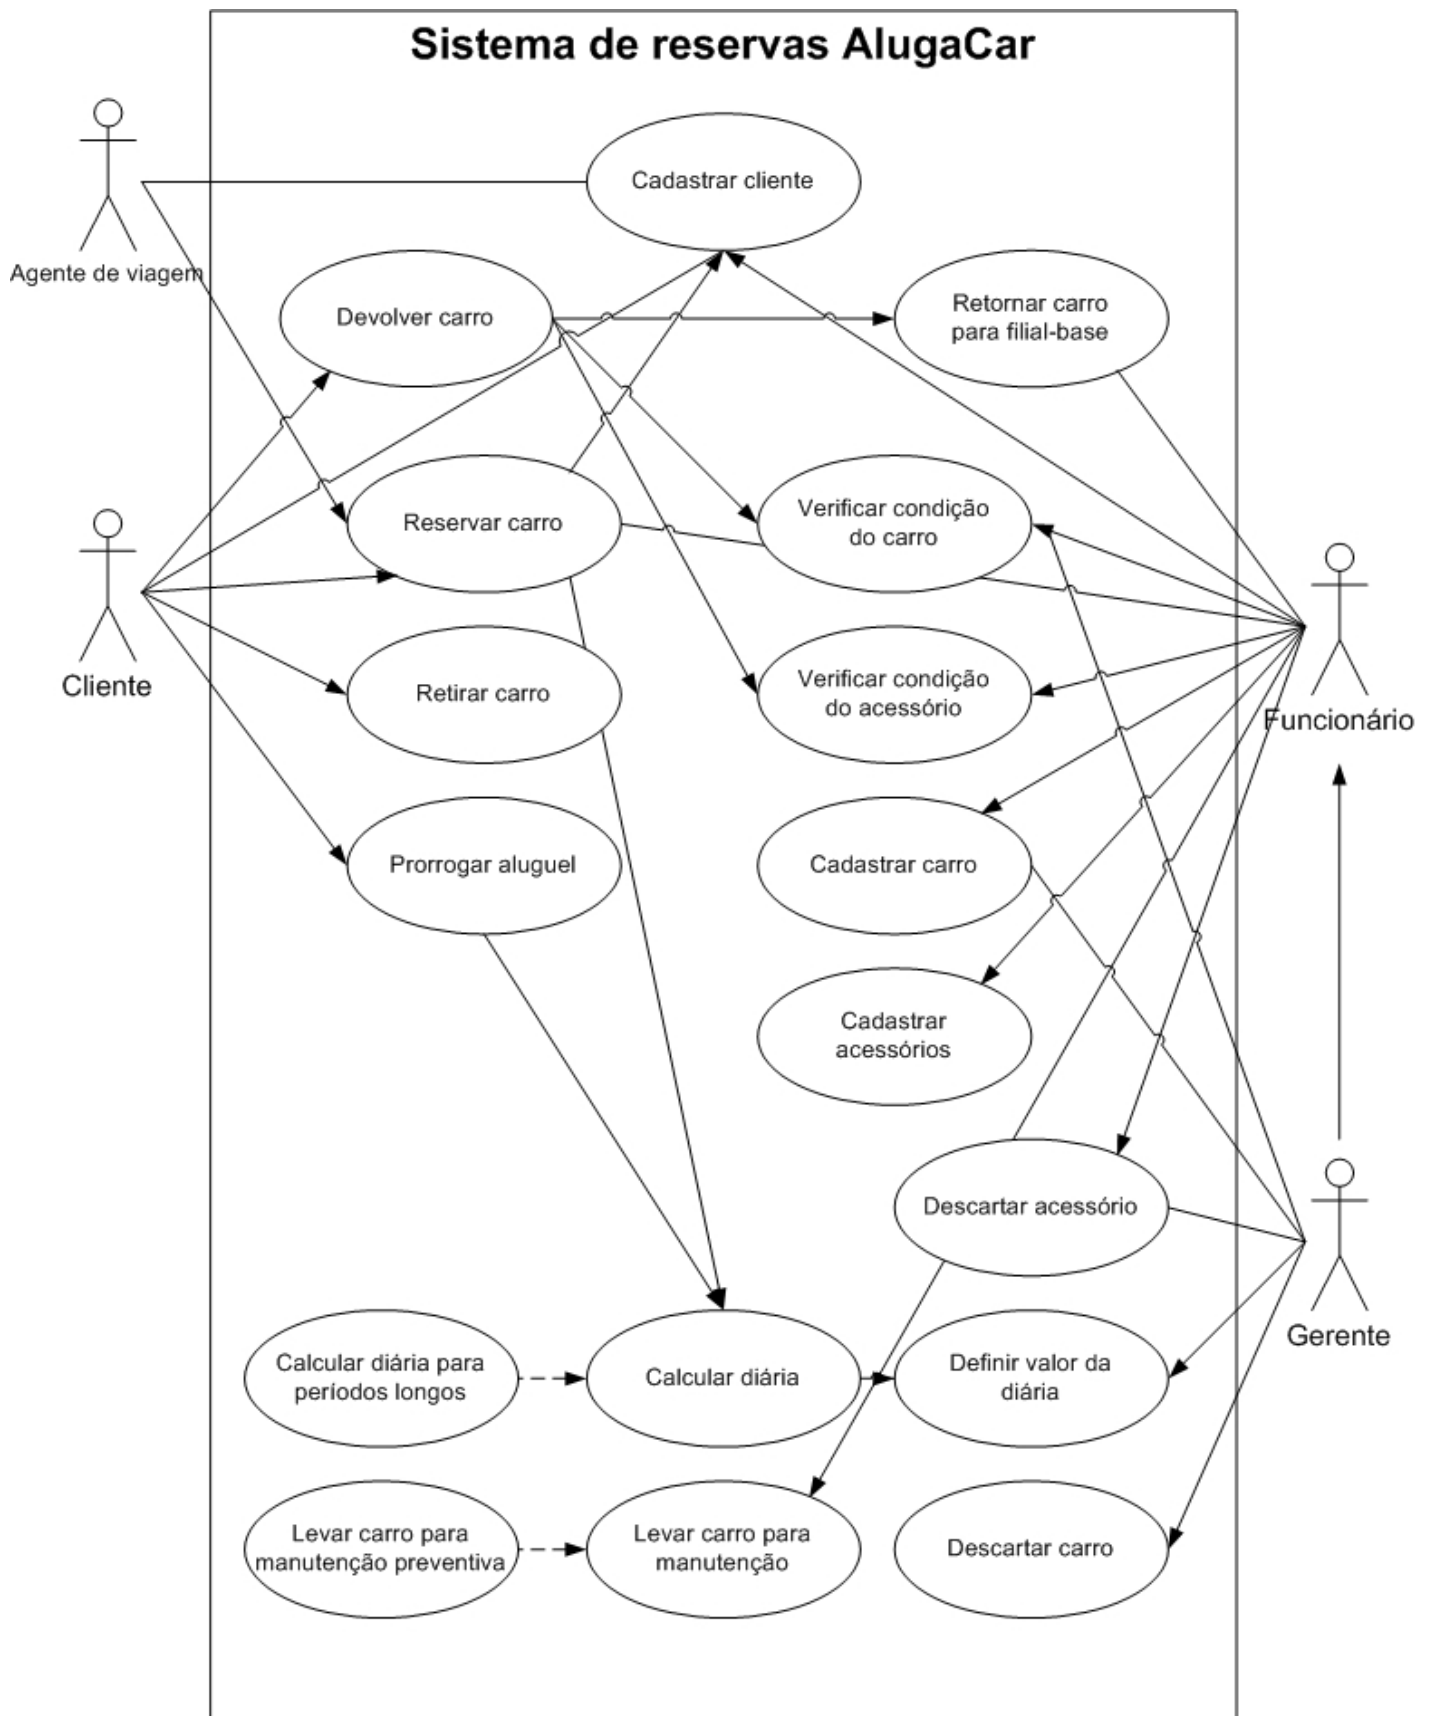 Sistema de reservas AlugaCar
Cadastrar cliente
Agente de viagem
Devolver carro
Retornar carro
para filial-base
Reservar carro
Verificar condição
do carro
Cliente
Retirar carro
Verificar condição
do acessório
Funcionário
Prorrogar aluguel
Cadastrar carro
Cadastrar
acessórios
Descartar acessório
Gerente
Calcular diária para
períodos longos
Calcular diária
Definir valor da
diária
Levar carro para
manutenção preventiva
Levar carro para
manutenção
Descartar carro